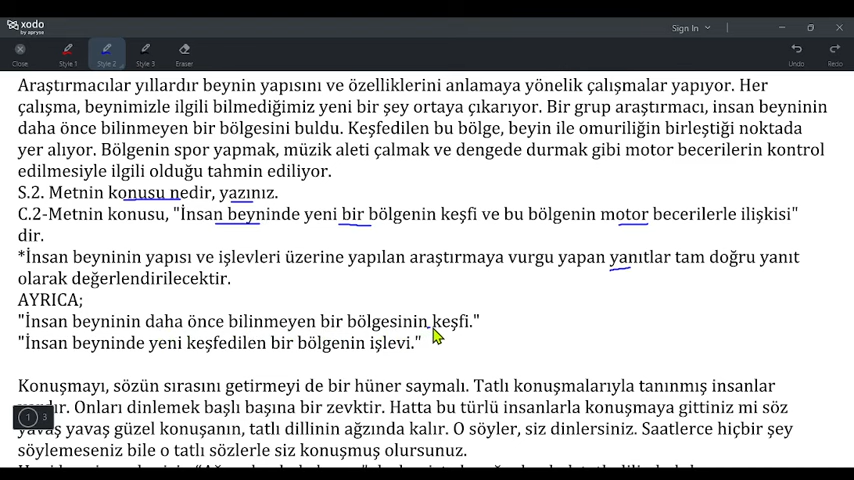 xodo
by apryse
Sign In
Close
Style 1
Style 2
Style 3
Eraser
Undo
Redo
Araştırmacılar yıllardır beynin yapısını ve özelliklerini anlamaya yönelik çalışmalar yapıyor. Her
çalışma, beynimizle ilgili bilmediğimiz yeni bir şey ortaya çıkarıyor. Bir grup araştırmacı, insan beyninin
daha önce bilinmeyen bir bölgesini buldu. Keşfedilen bu bölge, beyin ile omuriliğin birleştiği noktada
yer alıyor. Bölgenin spor yapmak, müzik aleti çalmak ve dengede durmak gibi motor becerilerin kontrol
edilmesiyle ilgili olduğu tahmin ediliyor.
S.2. Metnin konusu nedir, yazınız.
C.2-Metnin konusu, "İnsan beyninde yeni bir bölgenin keşfi ve bu bölgenin motor becerilerle ilişkisi"
dir.
*İnsan beyninin yapısı ve işlevleri üzerine yapılan araştırmaya vurgu yapan yanıtlar tam doğru yanıt
olarak değerlendirilecektir.
AYRICA;
"İnsan beyninin daha önce bilinmeyen bir bölgesinin keşfi."
"İnsan beyninde yeni keşfedilen bir bölgenin işlevi."
Konuşmayı, sözün sırasını getirmeyi de bir hüner saymalı. Tatlı konuşmalarıyla tanınmış insanlar
Onları dinlemek başlı başına bir zevktir. Hatta bu türlü insanlarla konuşmaya gittiniz mi söz
1 3
yavaş yavaş güzel konuşanın, tatlı dillinin ağzında kalır. O söyler, siz dinlersiniz. Saatlerce hiçbir şey
söylemeseniz bile o tatlı sözlerle siz konuşmuş olursunuz.